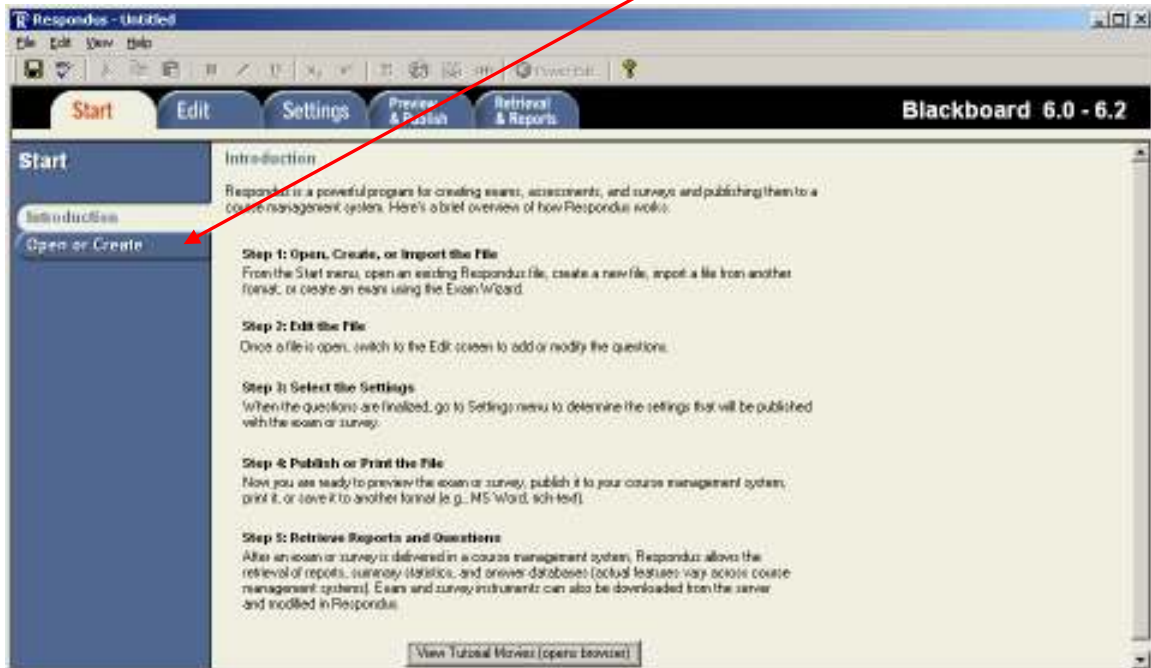 Respondus - Untitled
File Edit View Help
Start Edit Settings Preview & Publish Retrieval & Reports Blackboard 6.0 - 6.2
Start
Introduction
Open or Create
Introduction
Respondus is a powerful program for creating exams, assessments, and surveys and publishing them to a
course management system. Here's a brief overview of how Respondus works:
Step 1: Open, Create, or Import the File
From the Start menu, open an existing Respondus file, create a new file, import a file from another
format, or create an exam using the Exam Wizard.
Step 2: Edit the File
Once a file is open, switch to the Edit screen to add or modify the questions.
Step 3: Select the Settings
When the questions are finalized, go to Settings menu to determine the settings that will be published
with the exam or survey.
Step 4: Publish or Print the File
Now you are ready to preview the exam or survey, publish it to your course management system,
print it, or save it to another format (e.g., MS Word, rich-text).
Step 5: Retrieve Reports and Questions
After an exam or survey is delivered in a course management system, Respondus allows the
retrieval of reports, summary statistics, and answer databases (actual features vary across course
management systems). Exam and survey instruments can also be downloaded from the server
and modified in Respondus.
View Tutorial Movies (opens browser)